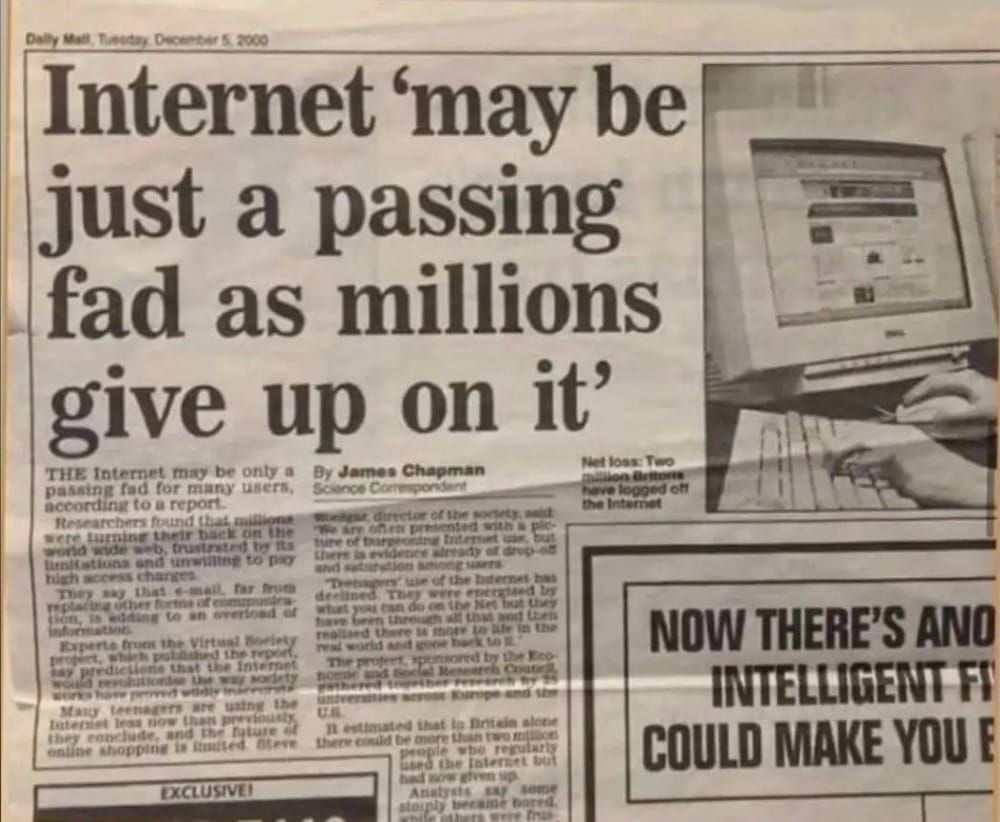 Daily Mail, Tuesday, December 5, 2000
Internet ‘may be
just a passing
fad as millions
give up on it’
THE Internet may be only a
passing fad for many users,
according to a report.
Researchers found that millions
were turning their back on the
world wide web, frustrated by its
limitations and unwilling to pay
high access charges.
They say that e-mail, far from
replacing other forms of communica-
tion, is adding to an overload of
information.
Experts from the Virtual Society
project, which published the report,
say predictions that the Internet
would revolutionise the way society
works have proved wildly inaccurate.
Many teenagers are using the
Internet less now than previously,
they conclude, and the future of
online shopping is limited. Steve
By James Chapman
Science Correspondent
Woolgar, director of the society, said:
‘We are often presented with a pic-
ture of burgeoning Internet use, but
there is evidence already of drop-off
and saturation among users.
‘Teenagers’ use of the Internet has
declined. They were energised by
what you can do on the Net but they
have been through all that and then
realised there is more to life in the
real world and gone back to it.’
The project, sponsored by the Eco-
nomic and Social Research Council,
gathered together research by 25
universities across Europe and the
U.S.
It estimated that in Britain alone
there could be more than two million
people who regularly
used the Internet but
had now given up.
Analysts say some
simply became bored,
while others were frus-
Net loss: Two
million Britons
have logged off
the Internet
NOW THERE’S ANO
INTELLIGENT FI
COULD MAKE YOU E
EXCLUSIVE!